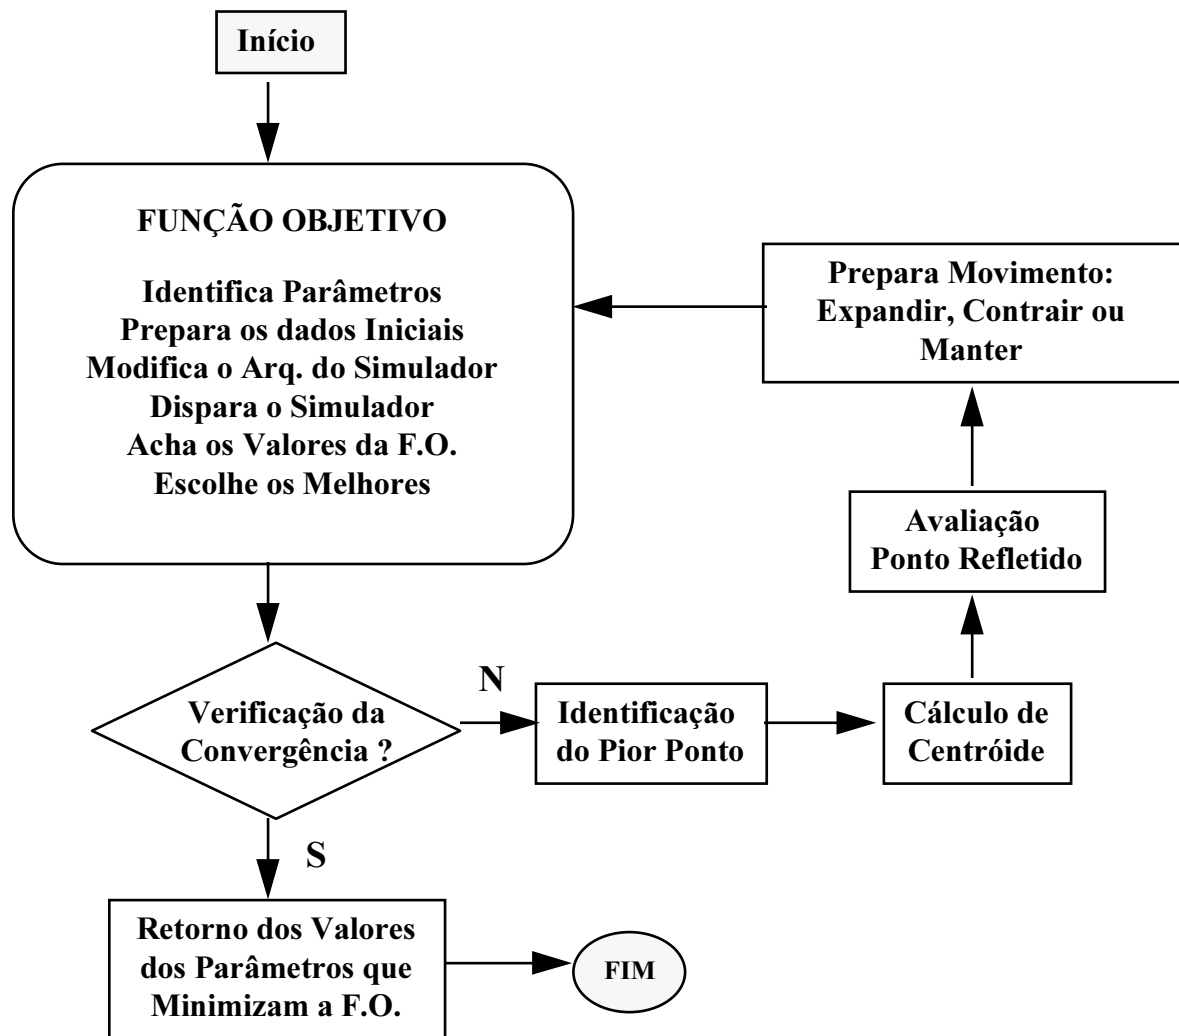 Início
FUNÇÃO OBJETIVO
Identifica Parâmetros
Prepara os dados Iniciais
Modifica o Arq. do Simulador
Dispara o Simulador
Acha os Valores da F.O.
Escolhe os Melhores
Prepara Movimento:
Expandir, Contrair ou
Manter
Avaliação
Ponto Refletido
Verificação da
Convergência ?
N
Identificação
do Pior Ponto
Cálculo de
Centróide
S
Retorno dos Valores
dos Parâmetros que
Minimizam a F.O.
FIM